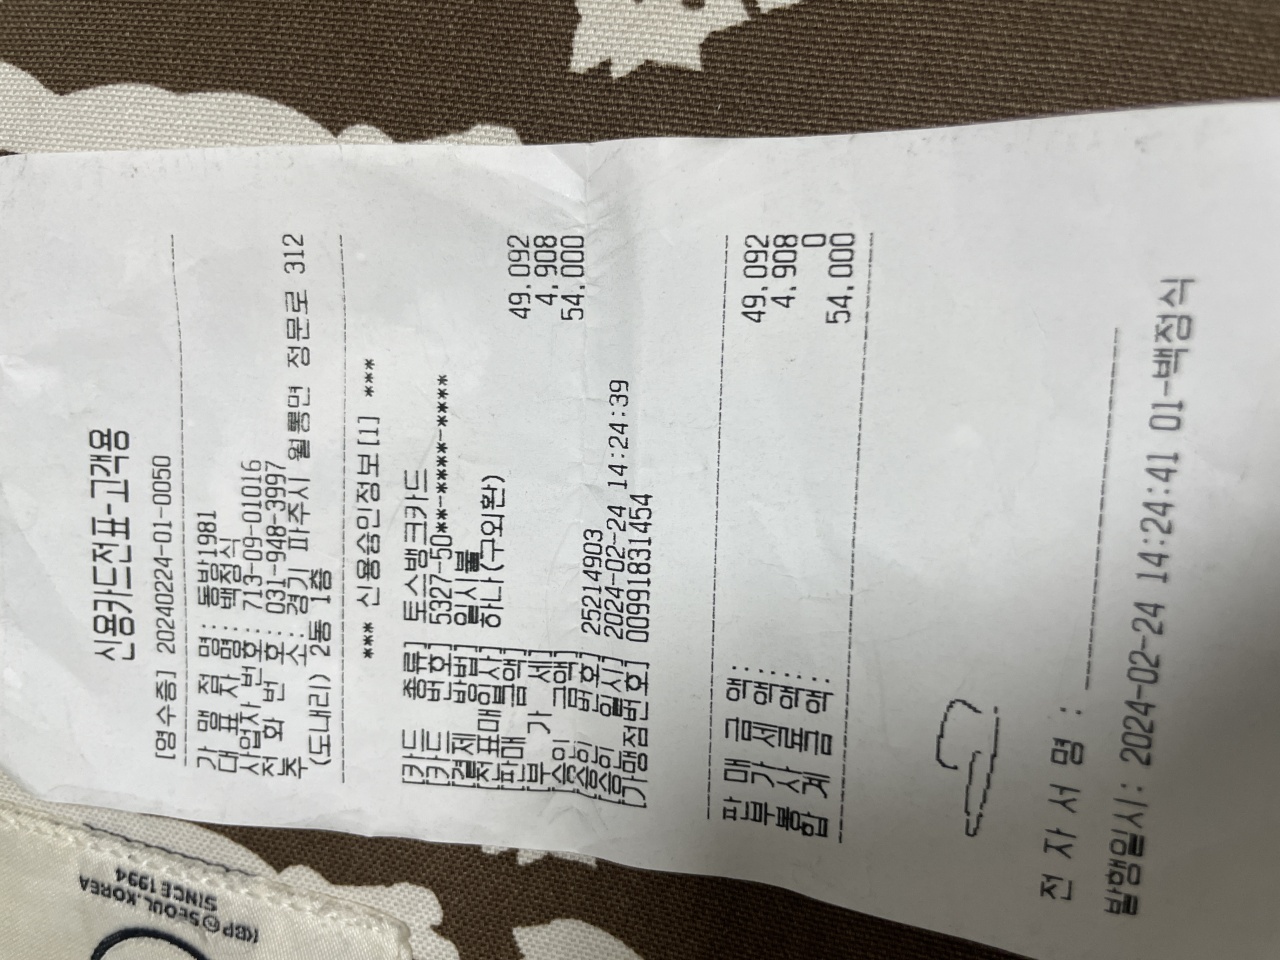 신용카드전표-고객용
[영수증] 20240224-01-0050
가 맹 점 명: 동방1981
대 표 자 명: 백정식
사업자 번호: 713-09-01016
전 화 번 호: 031-948-3997
주 소: 경기 파주시 월롱면 정문로 312
(도내리) 2동 1층
*** 신용승인정보[1] ***
[카드 종류] 토스뱅크카드
[카드 번호] 5327-50**-****-****
[결제 방법] 일시불
[전표매입사] 하나(구외환)
[판매 금액] 49,092
[부 가 세] 4,908
[승인 금액] 54,000
[승인 번호] 25214903
[승인 일시] 2024-02-24 14:24:39
[가맹점번호] 00991831454
판 매 금 액: 49,092
부 가 세 액: 4,908
봉 사 료 액: 0
합 계 금 액: 54,000
전 자 서 명 :
발행일시: 2024-02-24 14:24:41 01-백정식
KBP©SEOUL.KOREA
SINCE 1994